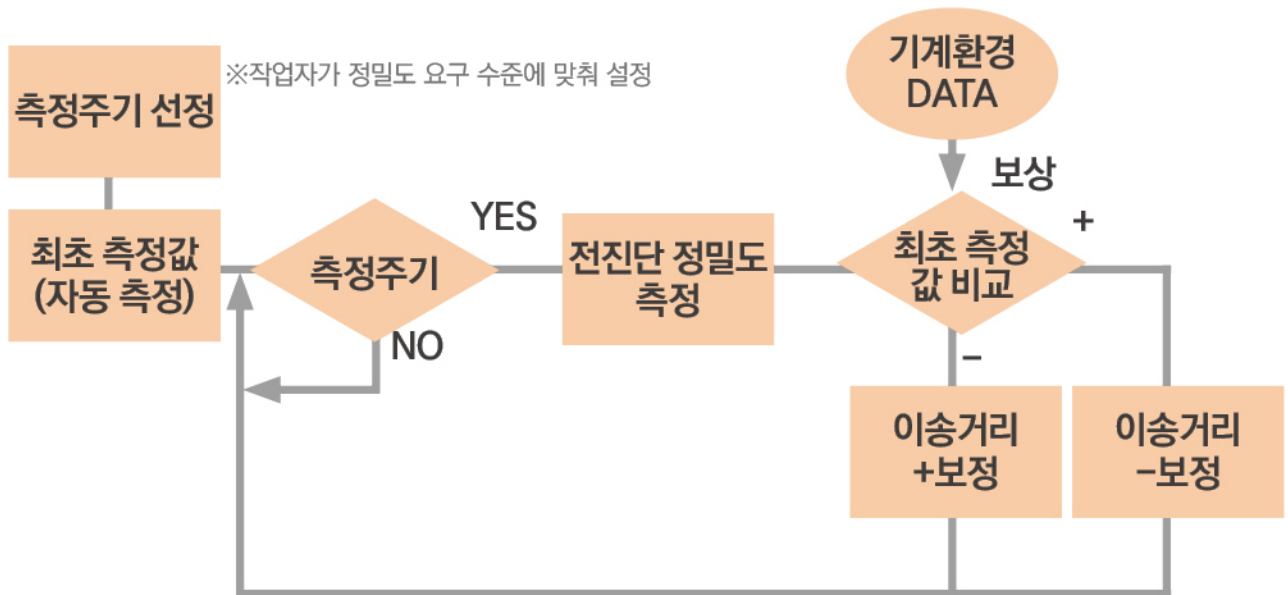 측정주기 선정
※작업자가 정밀도 요구 수준에 맞춰 설정
최초 측정값
(자동 측정)
측정주기
YES
NO
전진단 정밀도
측정
기계환경
DATA
보상
최초 측정
값 비교
+
−
이송거리
+보정
이송거리
−보정